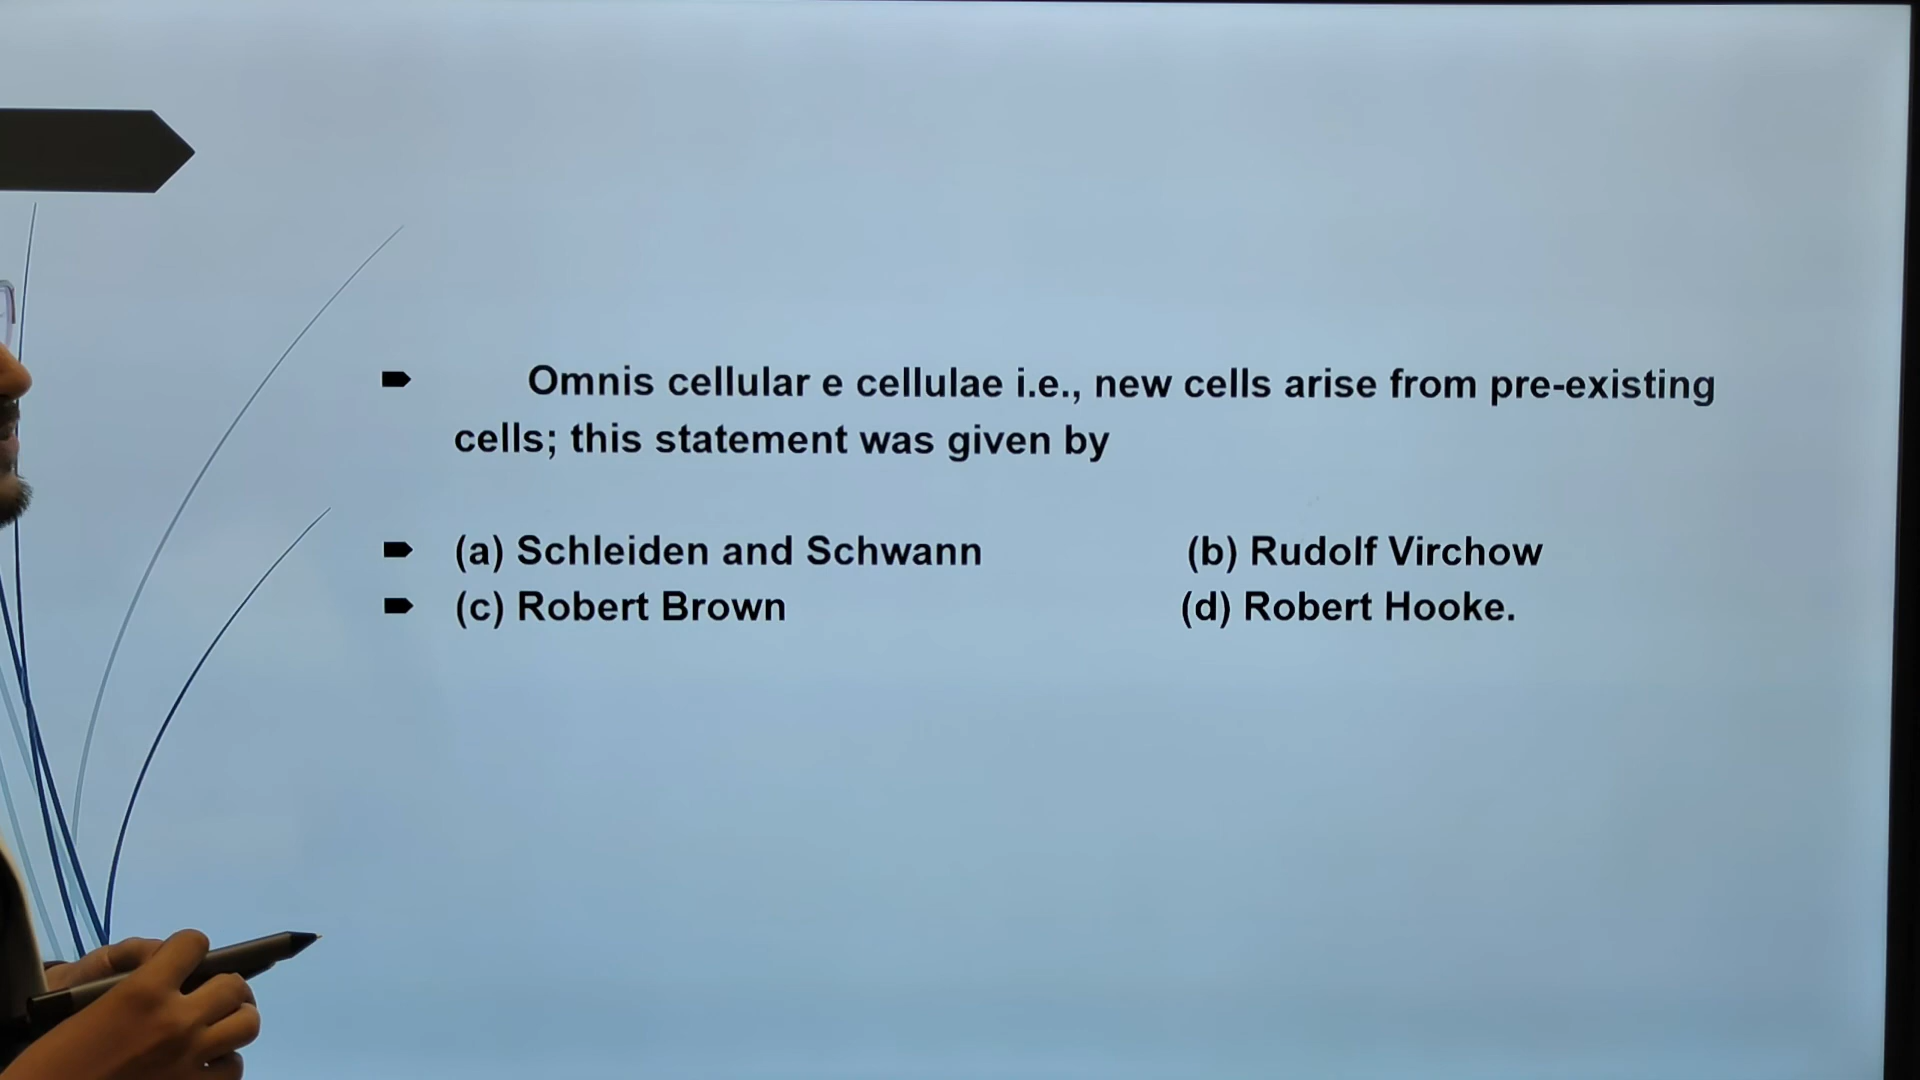 Omnis cellular e cellulae i.e., new cells arise from pre-existing
cells; this statement was given by
(a) Schleiden and Schwann (b) Rudolf Virchow
(c) Robert Brown (d) Robert Hooke.